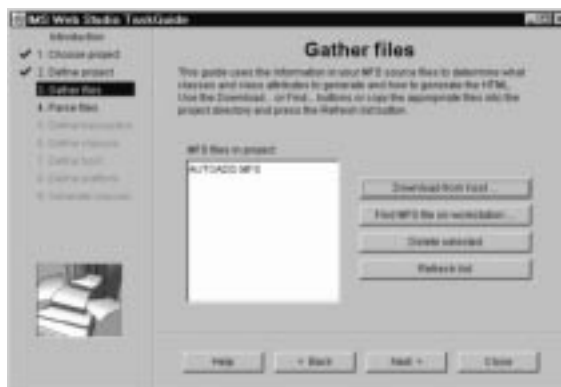 IMS Web Studio TaskGuide
Introduction
1. Choose project
2. Define project
3. Gather files
4. Parse files
Gather files
This guide uses the information in your MFS source files to determine what
classes and class attributes to generate and how to generate the HTML.
Use the Download... or Find... buttons or copy the appropriate files into the
project directory and press the Refresh list button.
MFS files in project:
AUTOADD.MFS
Download from host...
Find MFS file on workstation...
Delete selected
Refresh list
Help
< Back
Next >
Close